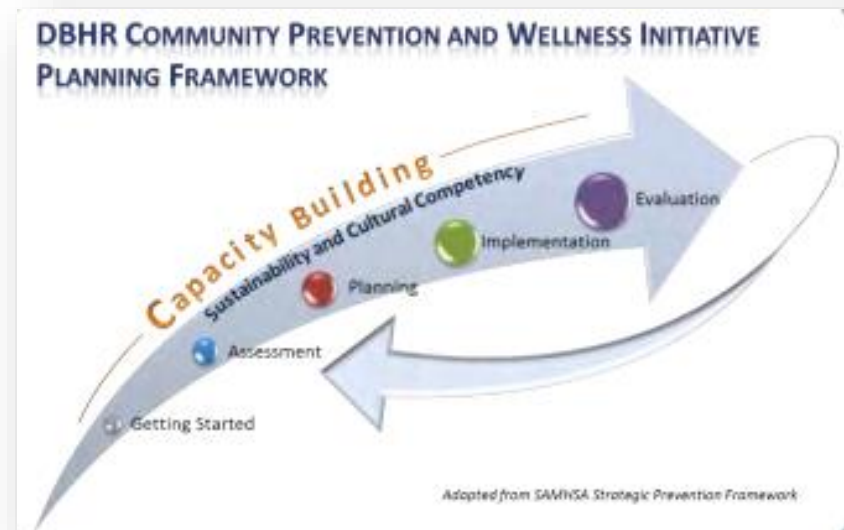 DBHR COMMUNITY PREVENTION AND WELLNESS INITIATIVE
PLANNING FRAMEWORK
Capacity Building
Sustainability and Cultural Competency
Evaluation
Implementation
Planning
Assessment
Getting Started
Adapted from SAMHSA Strategic Prevention Framework